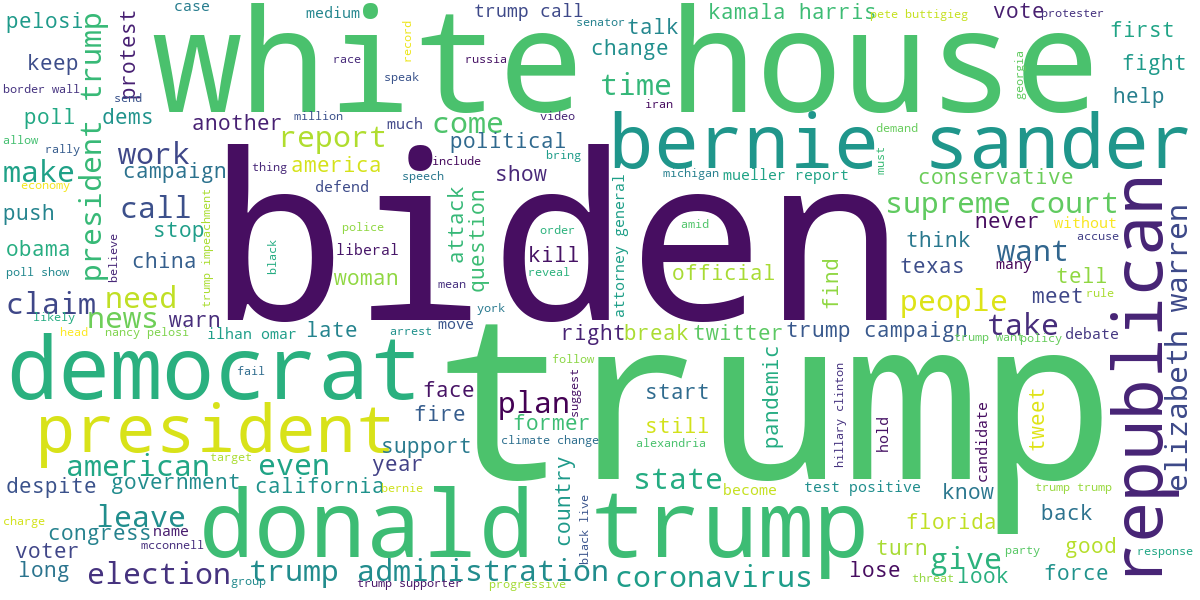 white house
biden
trump
donald trump
democrat
president
bernie sander
republican
pelosi
keep
border wall
poll
allow
rally
make
economy
push
obama
poll show
claim
likely
president trump
protest
send
dems
case
medium
trump call
senator
talk
change
time
kamala harris
pete buttigieg
vote
protester
first
fight
help
georgia
race
record
speak
russia
iran
another
million
much
come
video
report
america
political
work
campaign
thing
include
bring
defend
speech
show
call
stop
china
believe
trump impeachment
black
police
liberal
woman
mean
attack
question
order
kill
reveal
attorney general
michigan
mueller report
amid
official
find
demand
must
conservative
supreme court
never
without
accuse
think
want
texas
many
tell
people
meet
rule
take
debate
elizabeth warren
need
news
warn
head
nancy pelosi
ilhan omar
late
arrest
move
york
right
break
twitter
trump campaign
trump want
policy
fail
face
fire
support
year
plan
suggest
follow
former
climate change
start
still
alexandria
pandemic
hillary clinton
hold
candidate
tweet
american
target
even
despite
government
california
bernie
charge
congress
leave
name
voter
mcconnell
long
election
group
trump administration
trump supporter
progressive
country
black live
state
become
test positive
coronavirus
know
trump trump
back
florida
turn
give
party
good
response
lose
threat
look
force